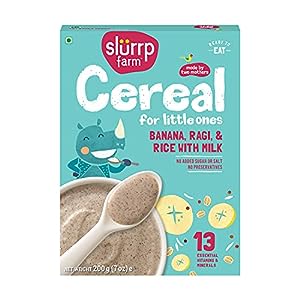 slurrp
farm®
READY TO
EAT
made by
two mothers
Cereal
for little ones
BANANA, RAGI, &
RICE WITH MILK
NO ADDED SUGAR OR SALT
NO PRESERVATIVES
13
ESSENTIAL
VITAMINS &
MINERALS
NET WEIGHT 200g (7oz) e